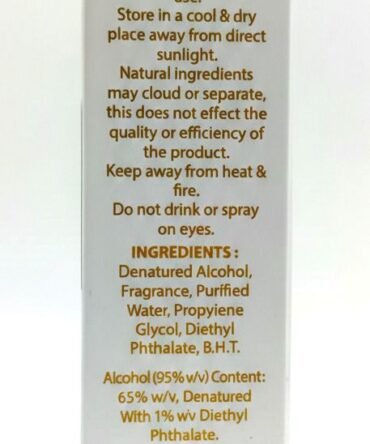 user
Store in a cool & dry
place away from direct
sunlight.
Natural ingredients
may cloud or separate,
this does not effect the
quality or efficiency of
the product.
Keep away from heat &
fire.
Do not drink or spray
on eyes.
INGREDIENTS :
Denatured Alcohol,
Fragrance, Purified
Water, Propyiene
Glycol, Diethyl
Phthalate, B.H.T.
Alcohol (95% v/v) Content:
65% w/v, Denatured
With 1% w⁄v Diethyl
Phthalate.